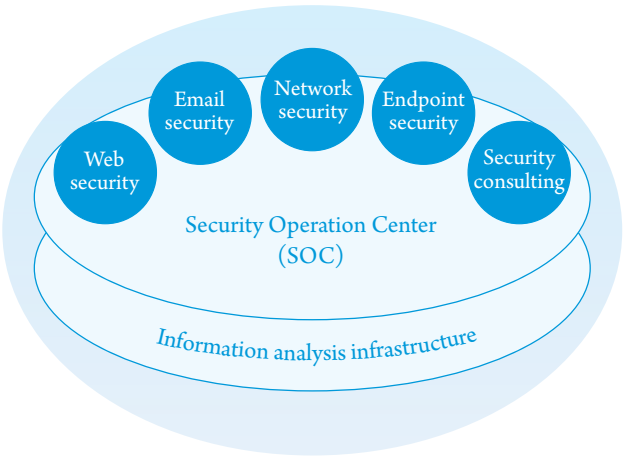 Web
security
Email
security
Network
security
Endpoint
security
Security
consulting
Security Operation Center
(SOC)
Information analysis infrastructure